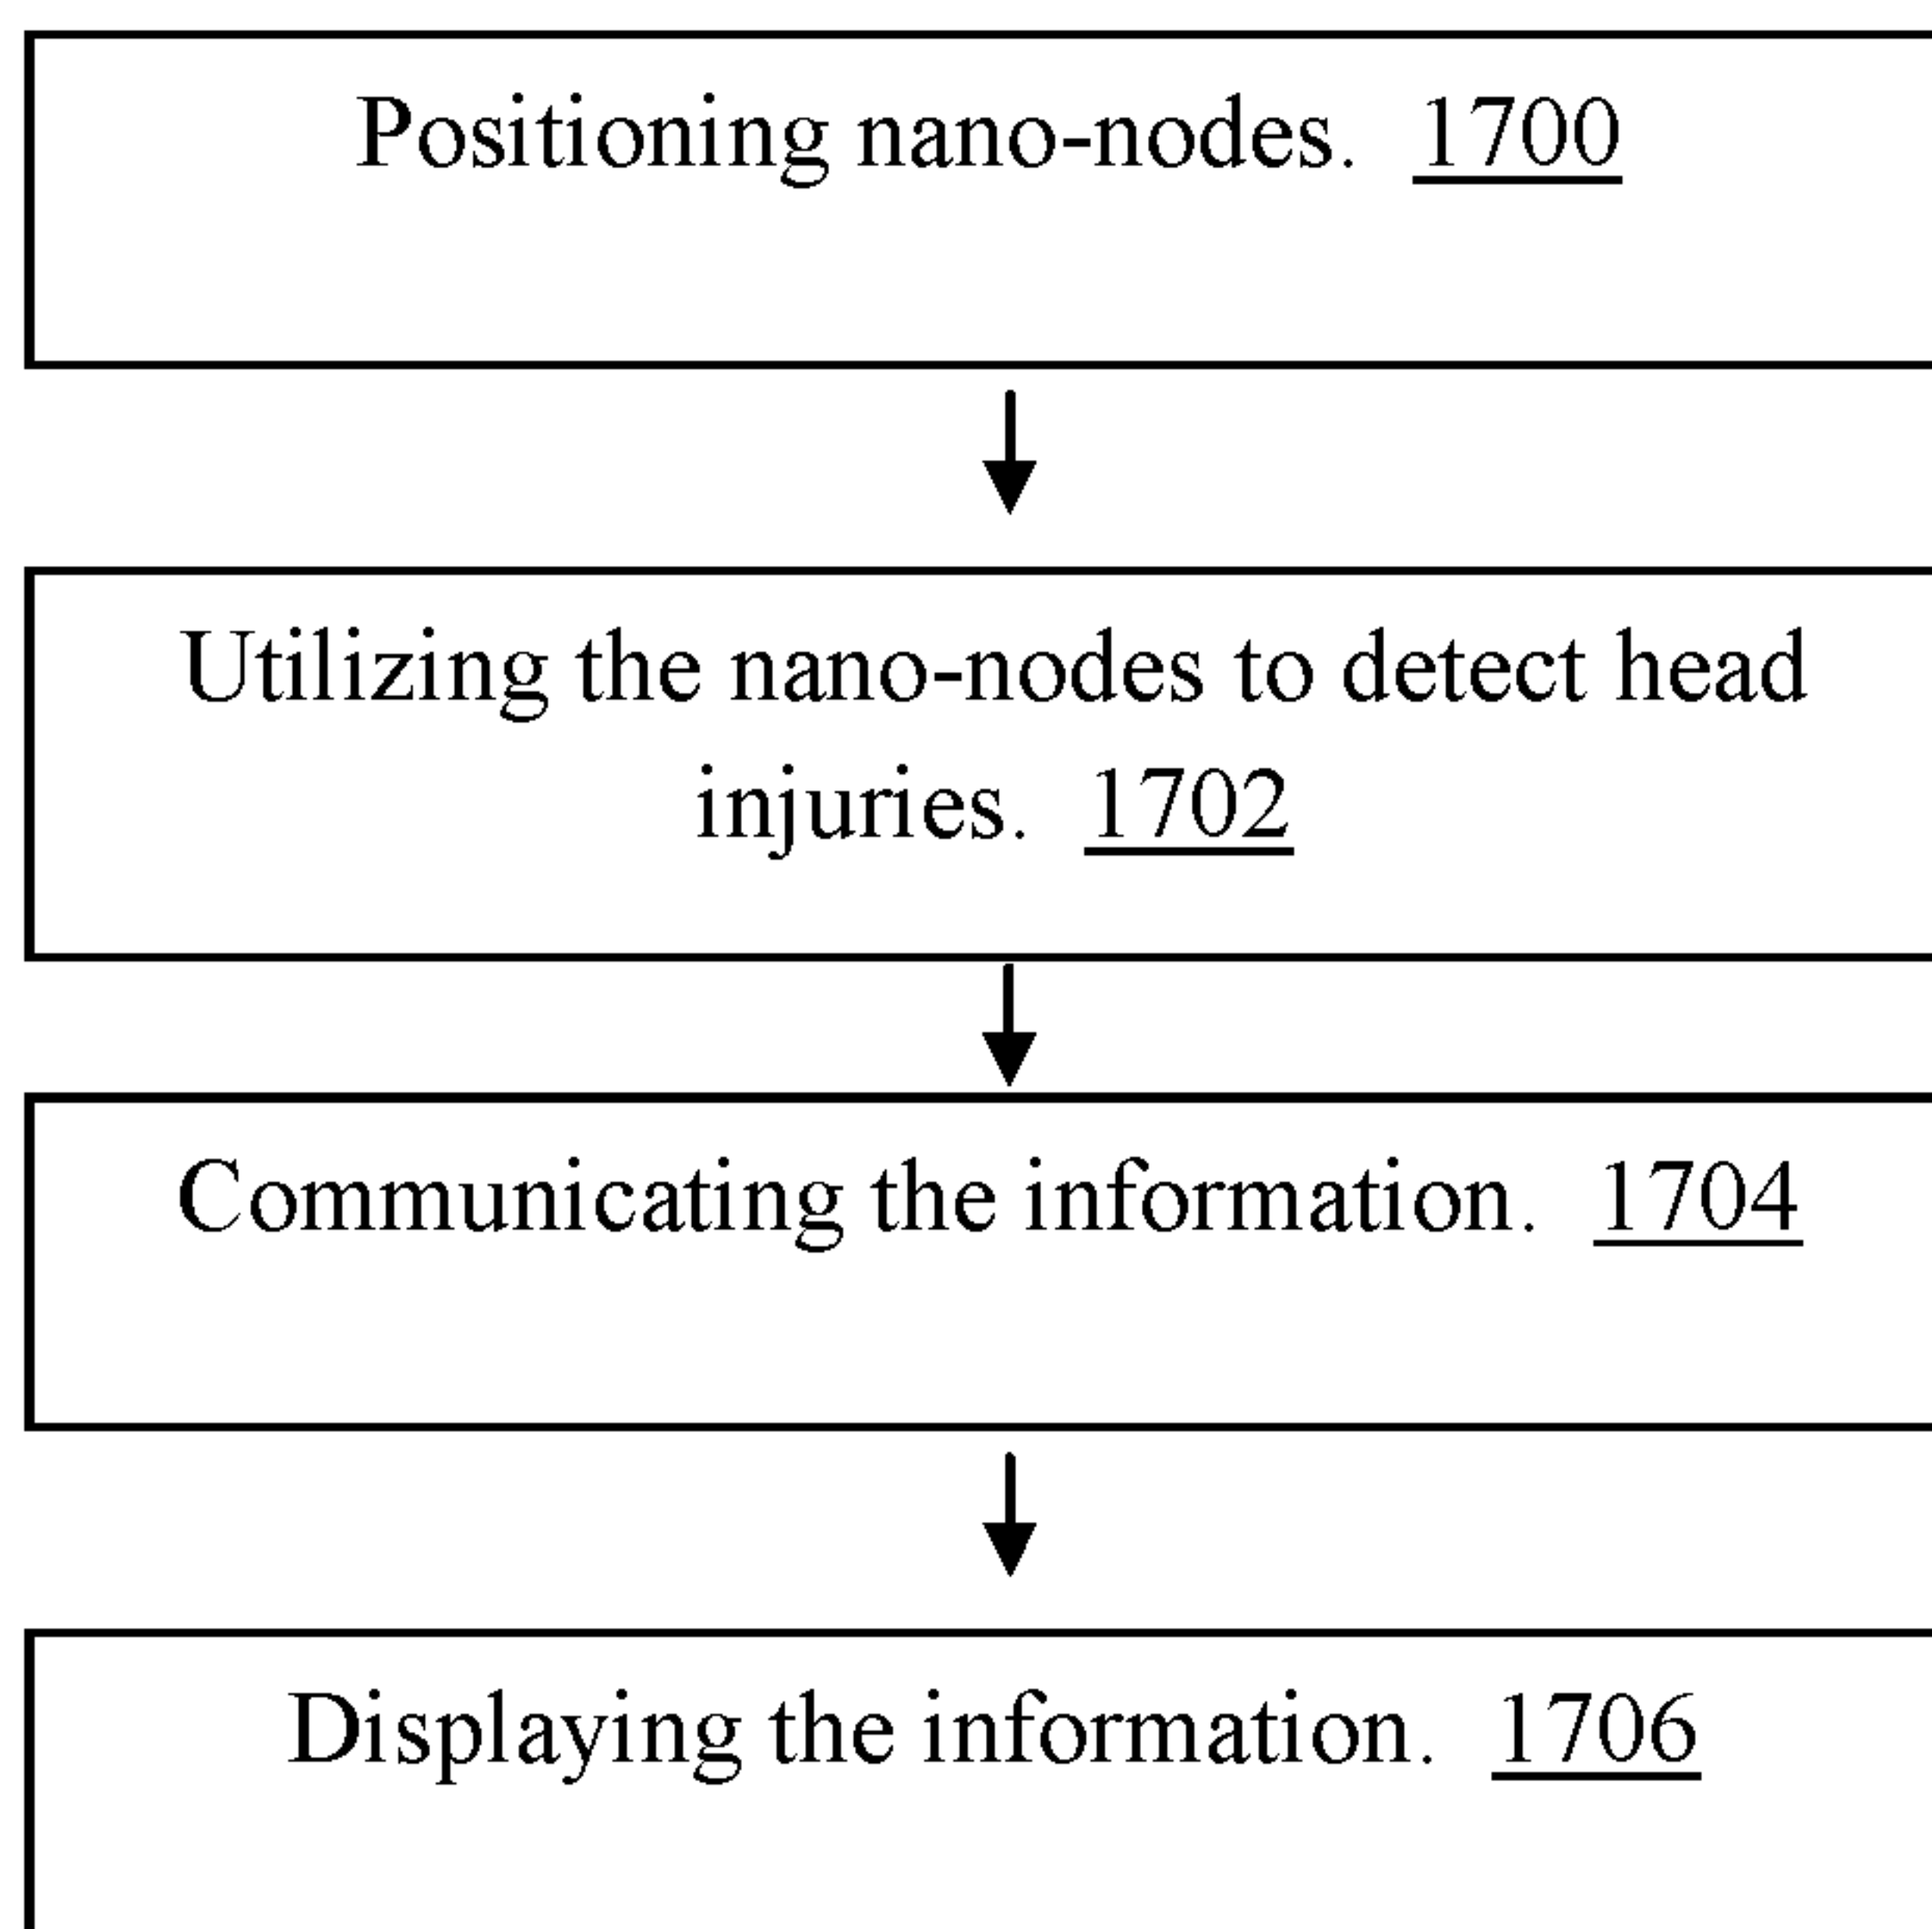 Positioning nano-nodes. 1700
Utilizing the nano-nodes to detect head
injuries. 1702
Communicating the information. 1704
Displaying the information. 1706